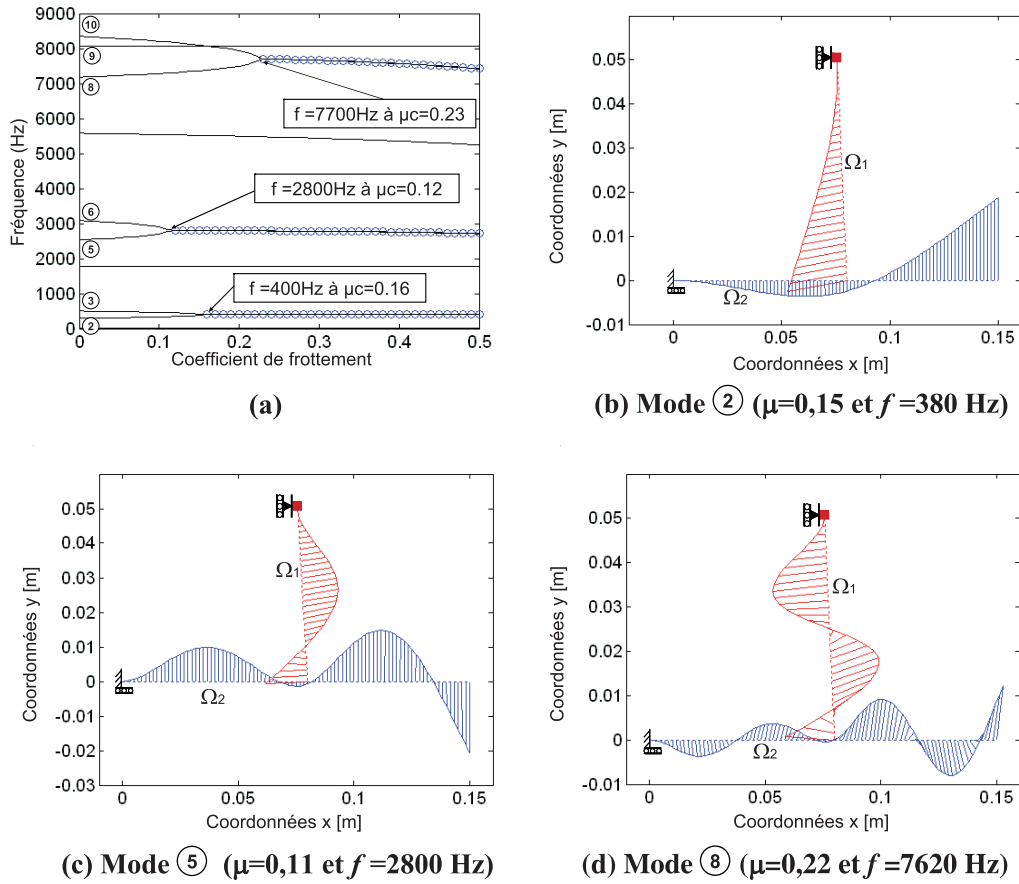 9000
8000
7000
6000
5000
4000
3000
2000
1000
0
Fréquence (Hz)
10
9
8
6
5
3
2
f =7700Hz à µc=0.23
f =2800Hz à µc=0.12
f =400Hz à µc=0.16
0 0.1 0.2 0.3 0.4 0.5
Coefficient de frottement
(a)
0.05
0.04
0.03
0.02
0.01
0
-0.01
Coordonnées y [m]
Ω1
Ω2
0 0.05 0.1 0.15
Coordonnées x [m]
(b) Mode 2 (µ=0,15 et f =380 Hz)
0.05
0.04
0.03
0.02
0.01
0
-0.01
-0.02
-0.03
Coordonnées y [m]
Ω1
Ω2
0 0.05 0.1 0.15
Coordonnées x [m]
(c) Mode 5 (µ=0,11 et f =2800 Hz)
0.05
0.04
0.03
0.02
0.01
0
-0.01
Coordonnées y [m]
Ω1
Ω2
0 0.05 0.1 0.15
Coordonnées x [m]
(d) Mode 8 (µ=0,22 et f=7620 Hz)